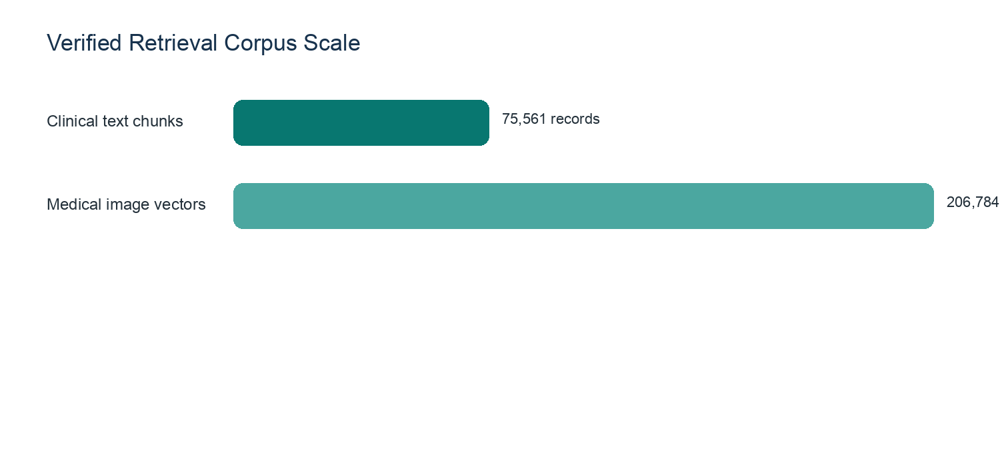 Verified Retrieval Corpus Scale
Clinical text chunks
75,561 records
Medical image vectors
206,784